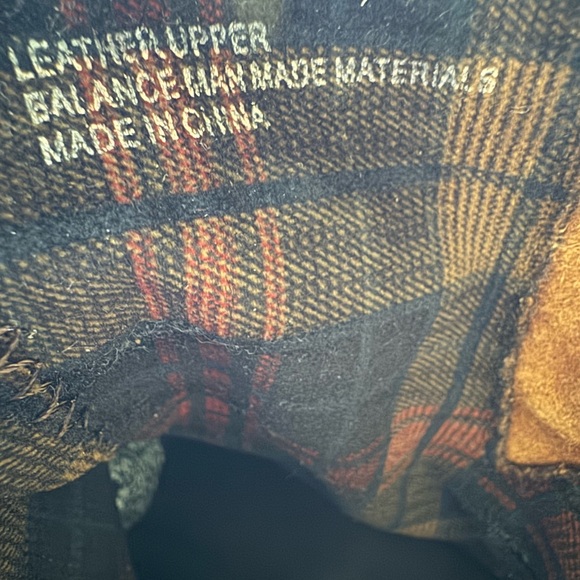 LEATHER UPPER
BALANCE MAN MADE MATERIALS
MADE IN CHINA